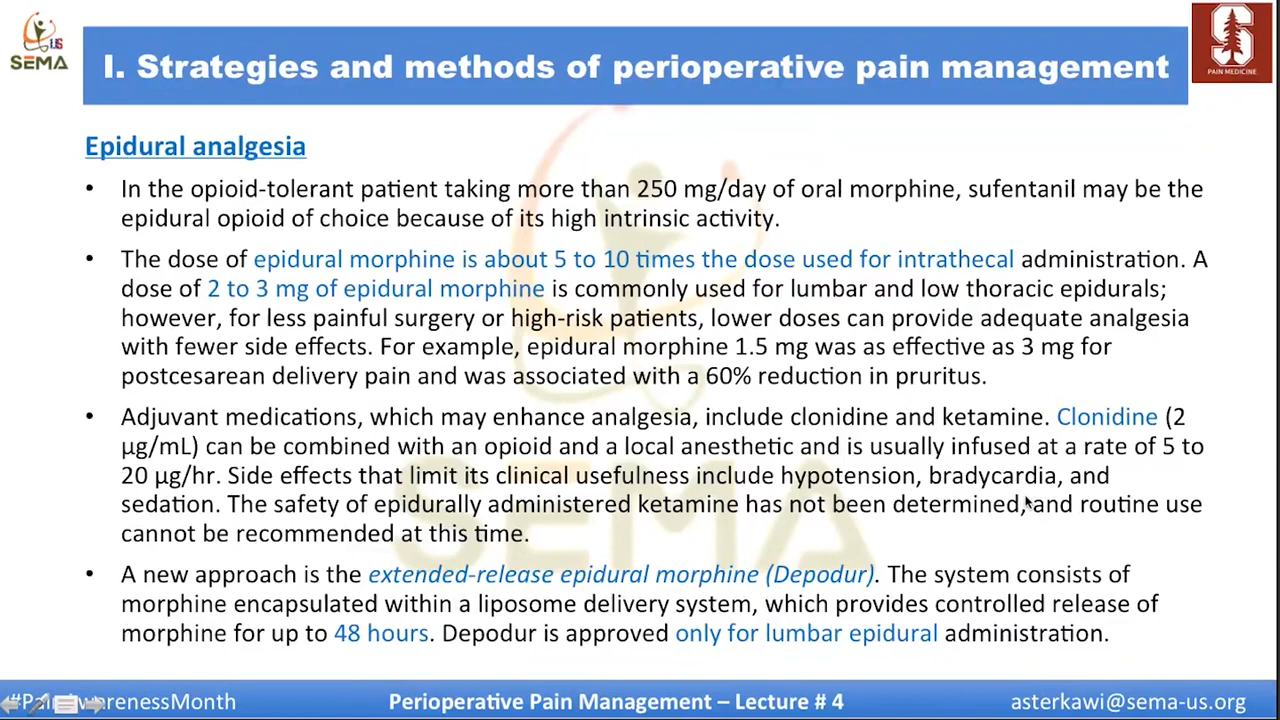 US
SEMA
I. Strategies and methods of perioperative pain management
S
PAIN MEDICINE
Epidural analgesia
• In the opioid-tolerant patient taking more than 250 mg/day of oral morphine, sufentanil may be the
epidural opioid of choice because of its high intrinsic activity.
• The dose of epidural morphine is about 5 to 10 times the dose used for intrathecal administration. A
dose of 2 to 3 mg of epidural morphine is commonly used for lumbar and low thoracic epidurals;
however, for less painful surgery or high-risk patients, lower doses can provide adequate analgesia
with fewer side effects. For example, epidural morphine 1.5 mg was as effective as 3 mg for
postcesarean delivery pain and was associated with a 60% reduction in pruritus.
• Adjuvant medications, which may enhance analgesia, include clonidine and ketamine. Clonidine (2
μg/mL) can be combined with an opioid and a local anesthetic and is usually infused at a rate of 5 to
20 μg/hr. Side effects that limit its clinical usefulness include hypotension, bradycardia, and
sedation. The safety of epidurally administered ketamine has not been determined, and routine use
cannot be recommended at this time.
• A new approach is the extended-release epidural morphine (Depodur). The system consists of
morphine encapsulated within a liposome delivery system, which provides controlled release of
morphine for up to 48 hours. Depodur is approved only for lumbar epidural administration.
SEMA
#PainAwarenessMonth
Perioperative Pain Management – Lecture # 4
asterkawi@sema-us.org